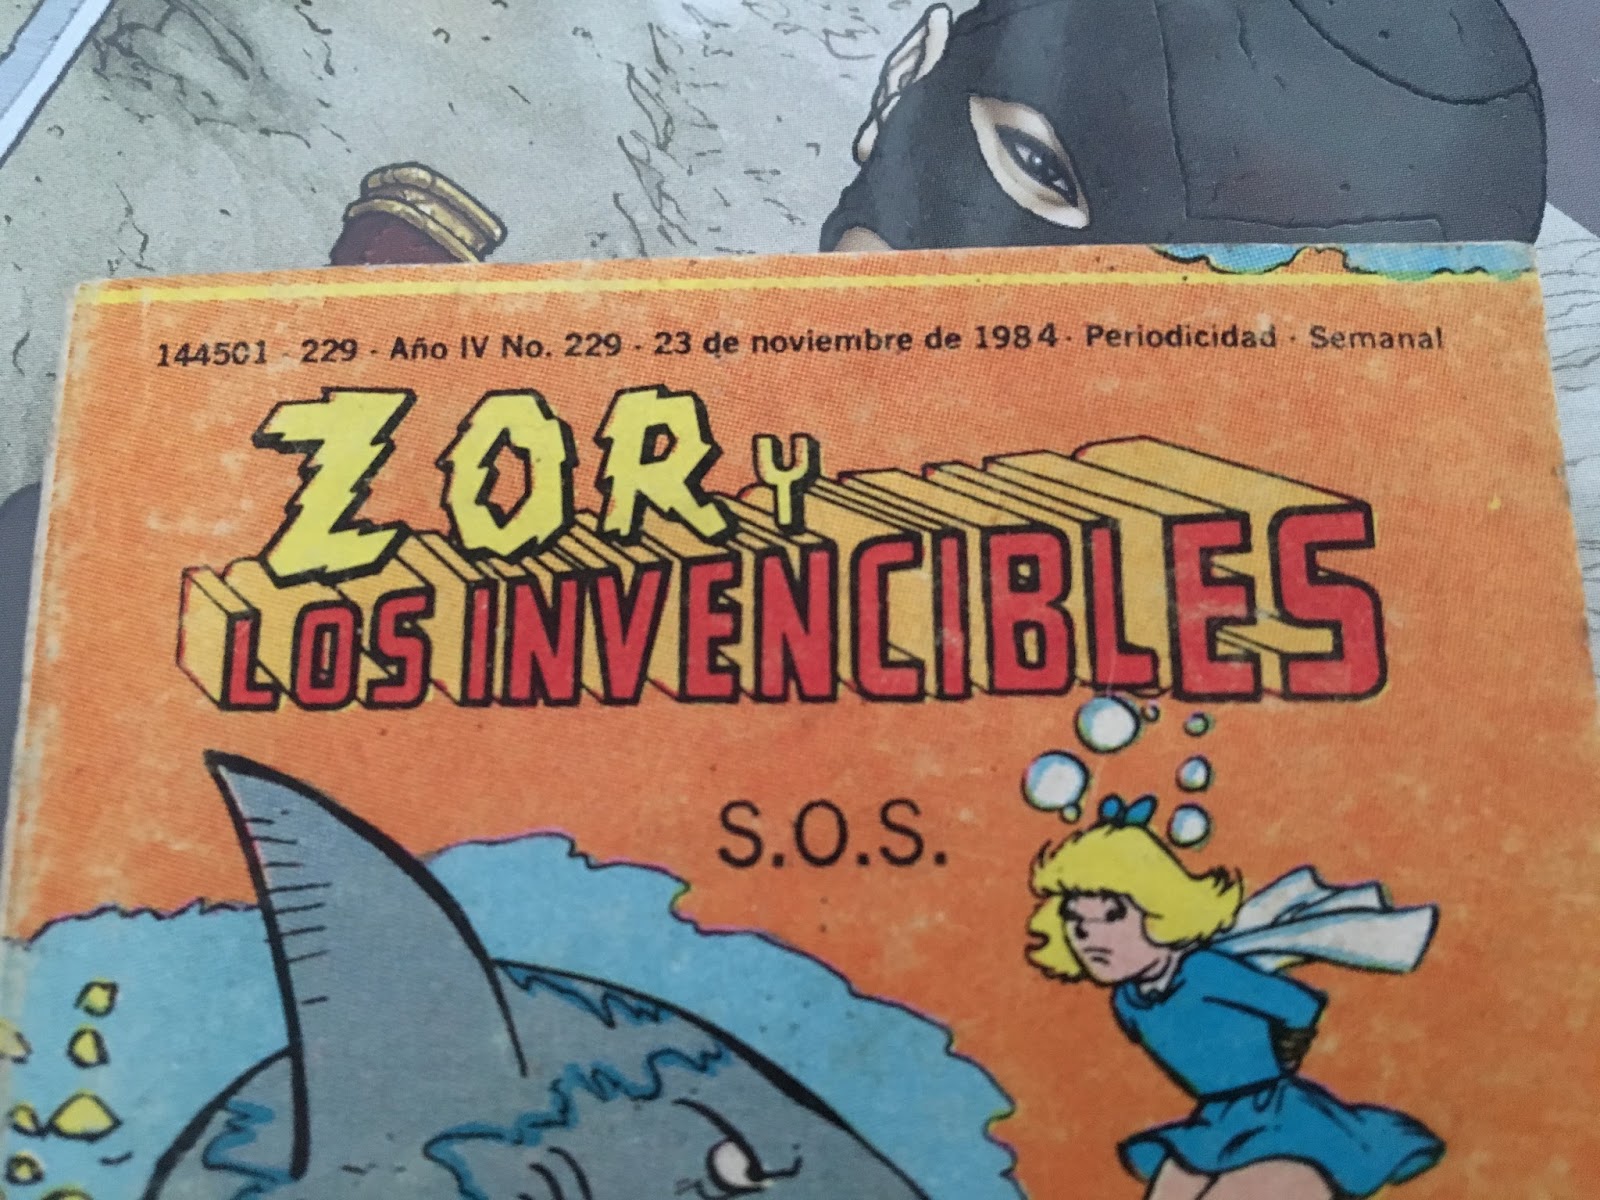 144501 - 229 - Año IV No. 229 - 23 de noviembre de 1984 - Periodicidad - Semanal
ZOR Y
LOS INVENCIBLES
S.O.S.